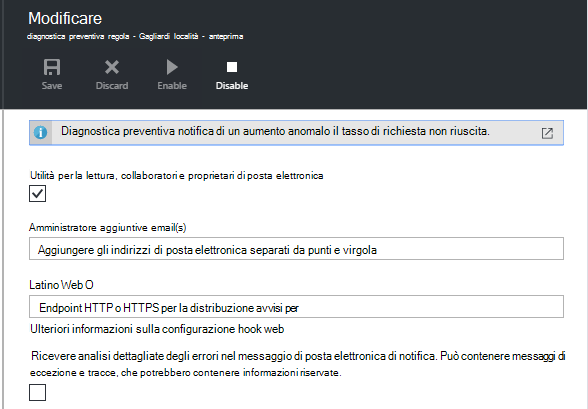 Modificare
diagnostica preventiva regola - Gagliardi località - anteprima
Save Discard Enable Disable
Diagnostica preventiva notifica di un aumento anomalo il tasso di richiesta non riuscita.
Utilità per la lettura, collaboratori e proprietari di posta elettronica
Amministratore aggiuntive email(s)
Aggiungere gli indirizzi di posta elettronica separati da punti e virgola
Latino Web O
Endpoint HTTP o HTTPS per la distribuzione avvisi per
Ulteriori informazioni sulla configurazione hook web
Ricevere analisi dettagliate degli errori nel messaggio di posta elettronica di notifica. Può contenere messaggi di
eccezione e tracce, che potrebbero contenere informazioni riservate.